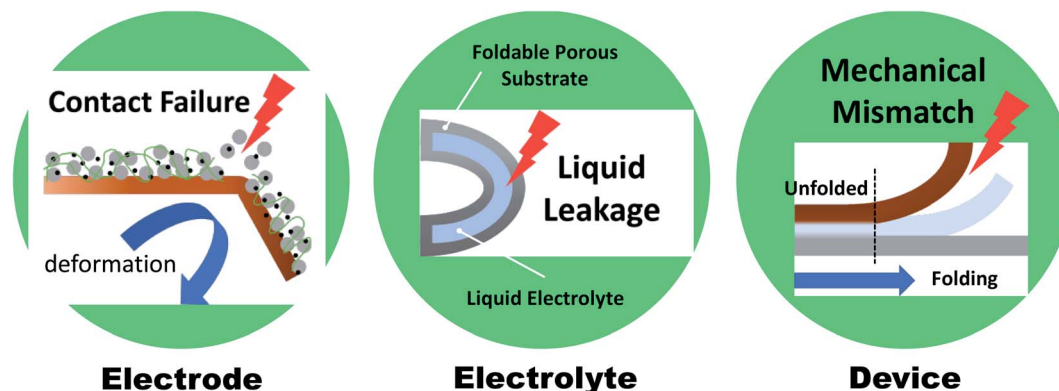 Contact Failure
deformation
Electrode
Foldable Porous
Substrate
Liquid
Leakage
Liquid Electrolyte
Electrolyte
Mechanical
Mismatch
Unfolded
Folding
Device